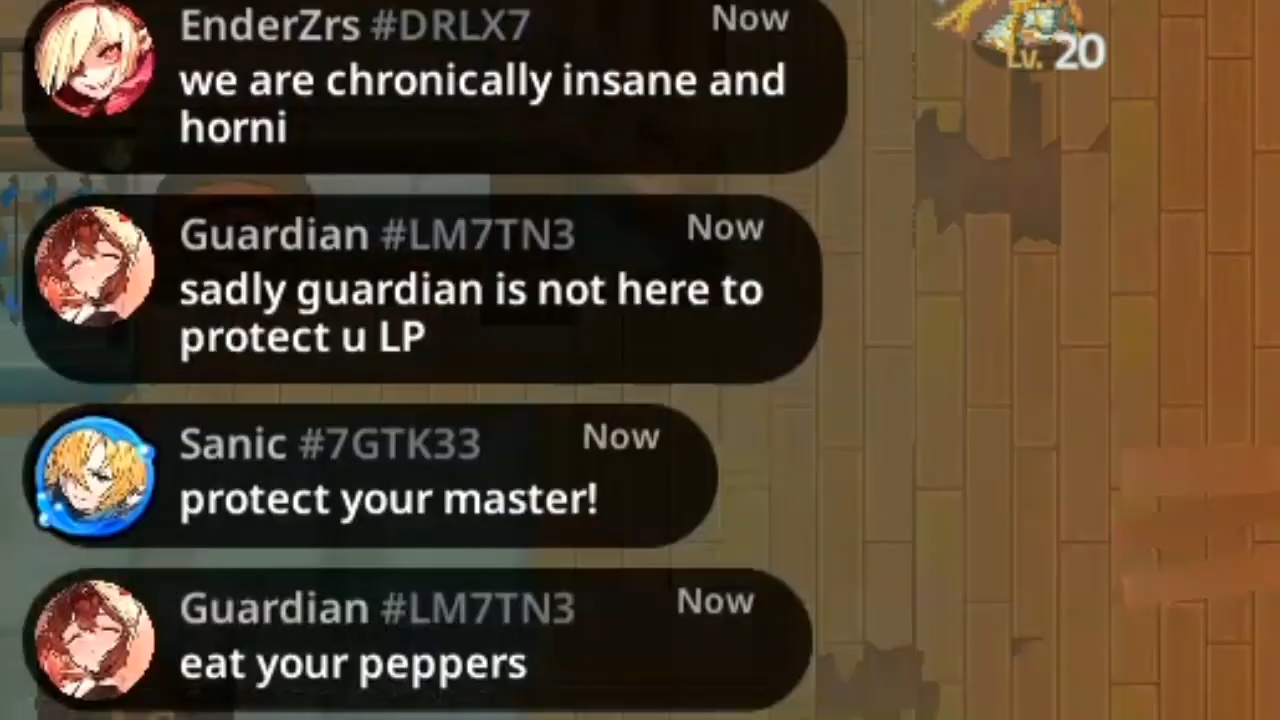 EnderZrs #DRLX7 Now
we are chronically insane and
horni
Lv. 20
Guardian #LM7TN3 Now
sadly guardian is not here to
protect u LP
Sanic #7GTK33 Now
protect your master!
Guardian #LM7TN3 Now
eat your peppers